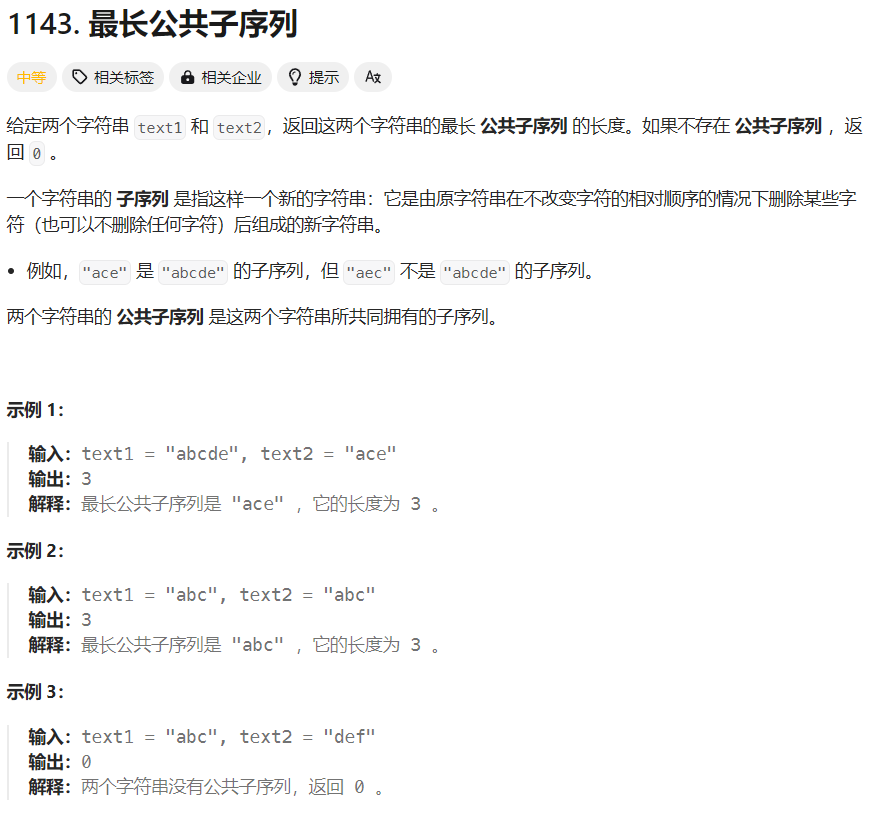 1143. 最长公共子序列
中等 相关标签 相关企业 提示 A文
给定两个字符串 text1 和 text2，返回这两个字符串的最长 公共子序列 的长度。如果不存在 公共子序列 ，返
回 0 。
一个字符串的 子序列 是指这样一个新的字符串：它是由原字符串在不改变字符的相对顺序的情况下删除某些字
符（也可以不删除任何字符）后组成的新字符串。
• 例如，"ace" 是 "abcde" 的子序列，但 "aec" 不是 "abcde" 的子序列。
两个字符串的 公共子序列 是这两个字符串所共同拥有的子序列。
示例 1：
输入：text1 = "abcde", text2 = "ace"
输出：3
解释：最长公共子序列是 "ace" ，它的长度为 3 。
示例 2：
输入：text1 = "abc", text2 = "abc"
输出：3
解释：最长公共子序列是 "abc" ，它的长度为 3 。
示例 3：
输入：text1 = "abc", text2 = "def"
输出：0
解释：两个字符串没有公共子序列，返回 0 。